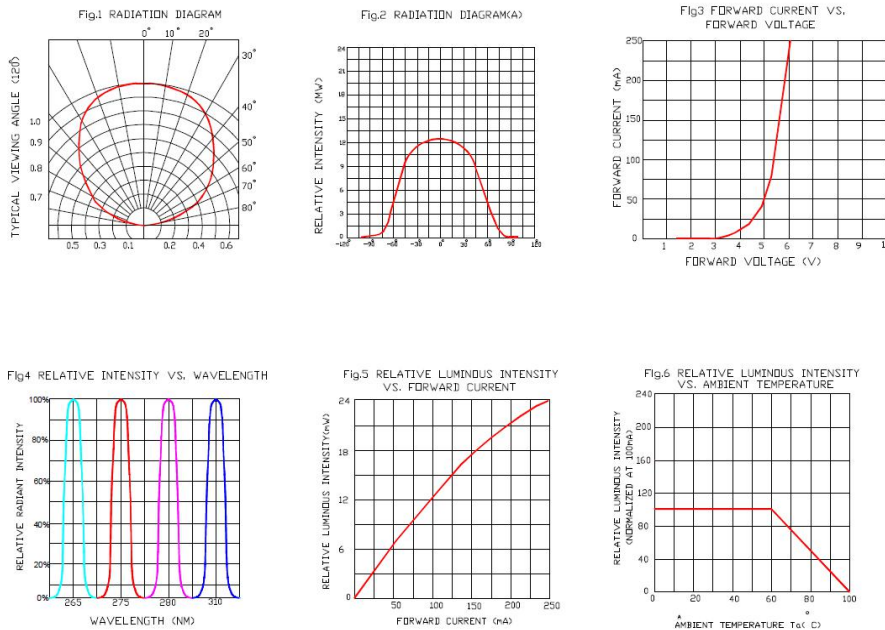 Fig.1 RADIATION DIAGRAM
0° 10° 20°
30°
40°
50°
60°
70°
80°
TYPICAL VIEWING ANGLE (120°)
1.0
0.9
0.8
0.7
0.5 0.3 0.1 0.2 0.4 0.6
Fig.2 RADIATION DIAGRAM(A)
RELATIVE INTENSITY (MW)
24
21
18
15
12
9
6
3
0
-120° -90° -60° -30° 0° 30° 60° 90° 120°
FIg3 FORWARD CURRENT VS.
FORWARD VOLTAGE
FORWARD CURRENT (mA)
250
200
150
100
50
0
1 2 3 4 5 6 7 8 9 10
FORWARD VOLTAGE (V)
FIg4 RELATIVE INTENSITY VS. WAVELENGTH
RELATIVE RADIANT INTENSITY
100%
80%
60%
40%
20%
0%
265 275 280 310
WAVELENGTH (NM)
Fig.5 RELATIVE LUMINOUS INTENSITY
VS. FORWARD CURRENT
RELATIVE LUMINOUS INTENSITY(mW)
24
18
12
6
0
50 100 150 200 250
FORWARD CURRENT (mA)
FIg.6 RELATIVE LUMINOUS INTENSITY
VS. AMBIENT TEMPERATURE
RELATIVE LUMINOUS INTENSITY
(NORMALIZED AT 100mA)
240
200
160
120
80
40
0
0 20 40 60 80 100
AMBIENT TEMPERATURE Ta(°C)